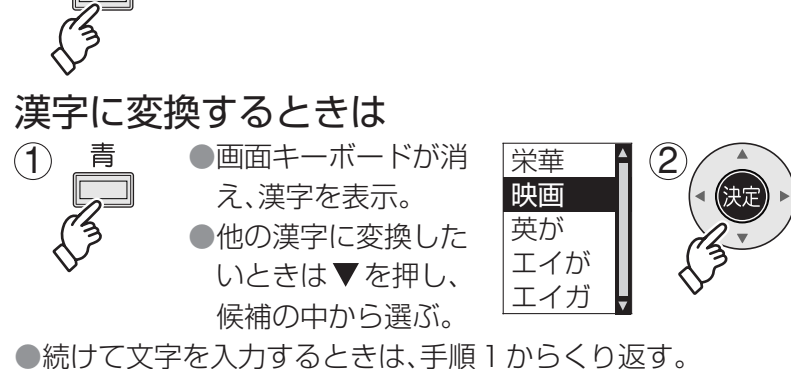 漢字に変換するときは
① 青
●画面キーボードが消
え、漢字を表示。
●他の漢字に変換した
いときは▼を押し、
候補の中から選ぶ。
栄華
映画
英が
エイが
エイガ
② 決定
●続けて文字を入力するときは、手順1からくり返す。